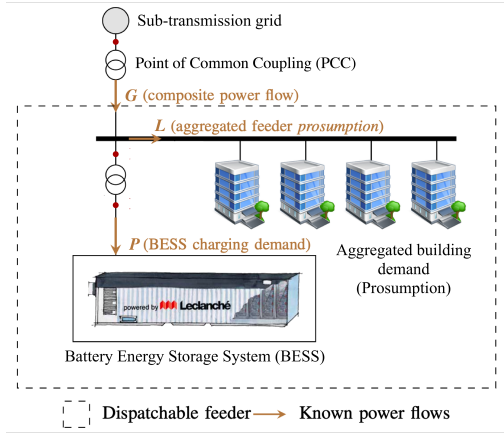 Sub-transmission grid
Point of Common Coupling (PCC)
G (composite power flow)
L (aggregated feeder prosumption)
P (BESS charging demand)
Aggregated building
demand
(Prosumption)
powered by Leclanché
Battery Energy Storage System (BESS)
Dispatchable feeder
Known power flows